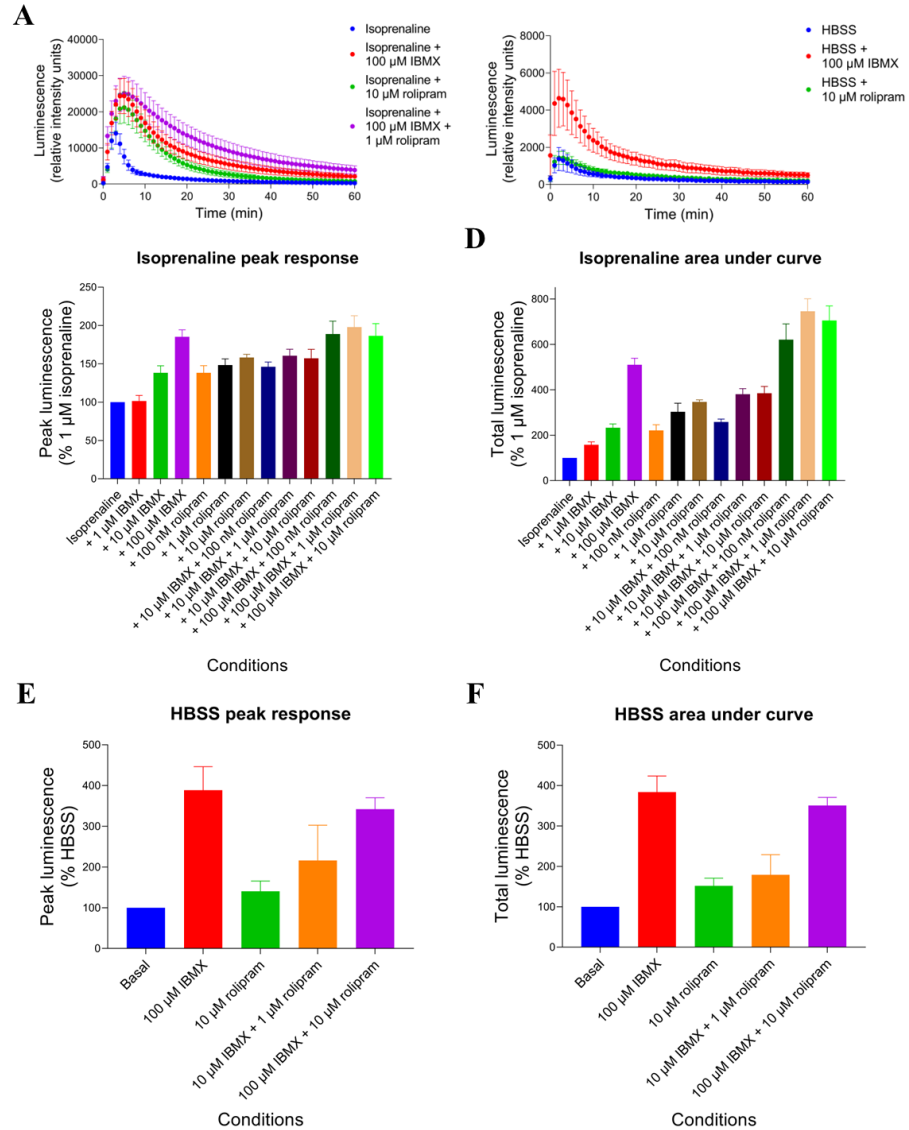 A
Luminescence
(relative intensity units)
40000
30000
20000
10000
0
0
10
20
30
40
50
60
Time (min)
Isoprenaline
Isoprenaline +
100 µM IBMX
Isoprenaline +
10 µM rolipram
Isoprenaline +
100 µM IBMX +
1 µM rolipram
Luminescence
(relative intensity units)
8000
6000
4000
2000
0
0
10
20
30
40
50
60
Time (min)
HBSS
HBSS +
100 µM IBMX
HBSS +
10 µM rolipram
Isoprenaline peak response
Peak luminescence
(% 1 µM isoprenaline)
250
200
150
100
50
0
Isoprenaline
+ 1 µM IBMX
+ 10 µM IBMX
+ 100 µM IBMX
+ 100 nM rolipram
+ 1 µM rolipram
+ 10 µM rolipram
+ 10 µM IBMX + 100 nM rolipram
+ 10 µM IBMX + 1 µM rolipram
+ 10 µM IBMX + 10 µM rolipram
+ 100 µM IBMX + 100 nM rolipram
+ 100 µM IBMX + 1 µM rolipram
+ 100 µM IBMX + 10 µM rolipram
Conditions
D
Isoprenaline area under curve
Total luminescence
(% 1 µM isoprenaline)
800
600
400
200
0
Isoprenaline
+ 1 µM IBMX
+ 10 µM IBMX
+ 100 µM IBMX
+ 100 nM rolipram
+ 1 µM rolipram
+ 10 µM rolipram
+ 10 µM IBMX + 100 nM rolipram
+ 10 µM IBMX + 1 µM rolipram
+ 10 µM IBMX + 10 µM rolipram
+ 100 µM IBMX + 100 nM rolipram
+ 100 µM IBMX + 1 µM rolipram
+ 100 µM IBMX + 10 µM rolipram
Conditions
E
HBSS peak response
Peak luminescence
(% HBSS)
500
400
300
200
100
0
Basal
100 µM IBMX
10 µM rolipram
10 µM IBMX + 1 µM rolipram
100 µM IBMX + 10 µM rolipram
Conditions
F
HBSS area under curve
Total luminescence
(% HBSS)
500
400
300
200
100
0
Basal
100 µM IBMX
10 µM rolipram
10 µM IBMX + 1 µM rolipram
100 µM IBMX + 10 µM rolipram
Conditions